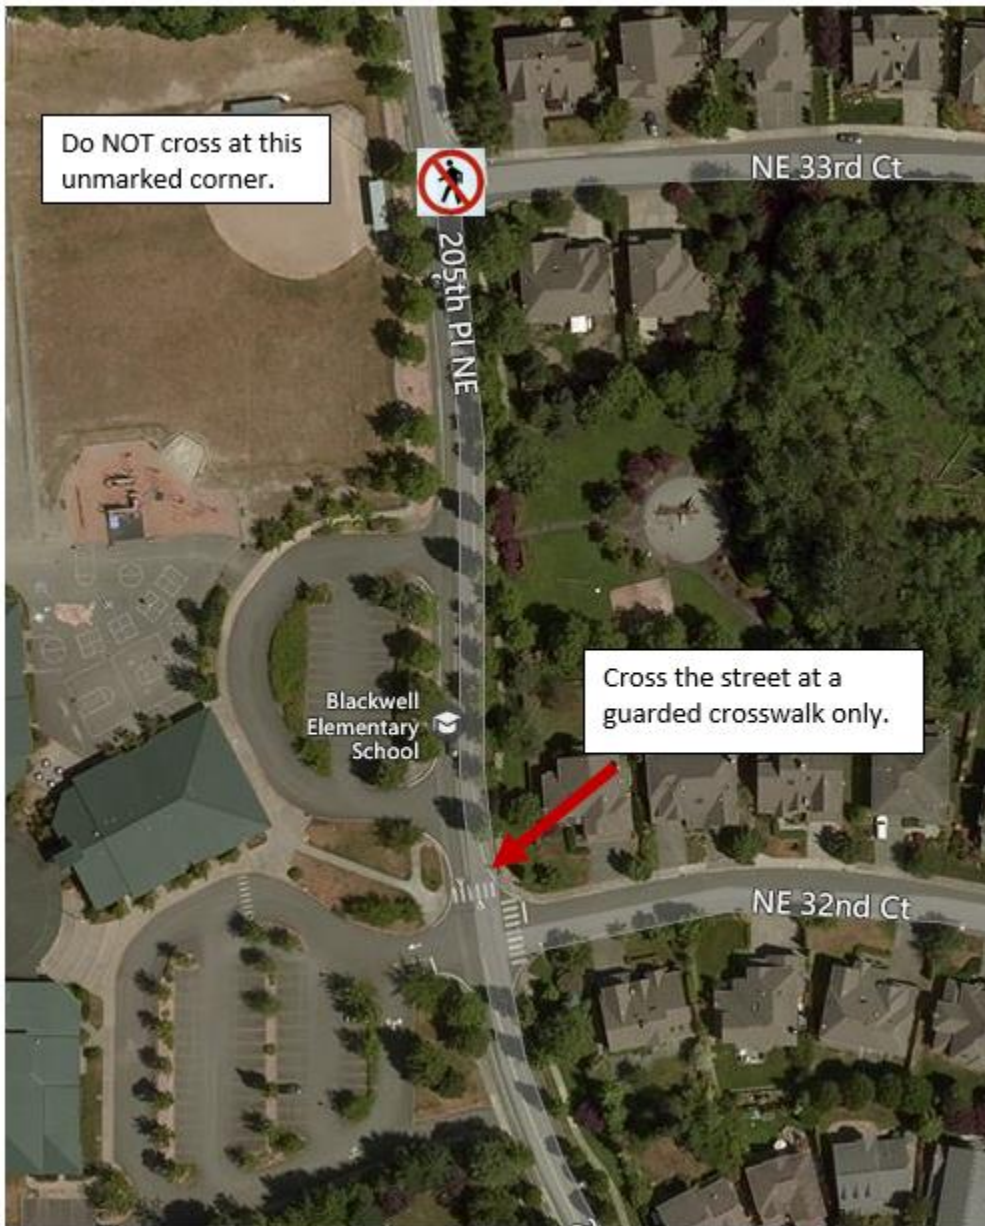 Do NOT cross at this
unmarked corner.
NE 33rd Ct
205th Pl NE
Cross the street at a
guarded crosswalk only.
Blackwell
Elementary
School
NE 32nd Ct